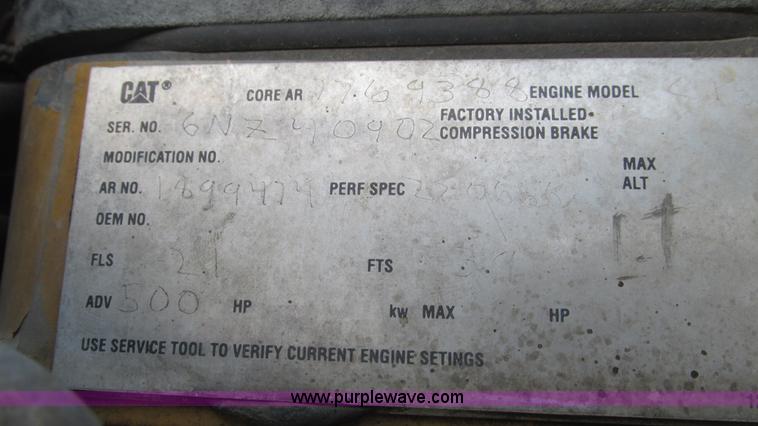 CAT® CORE AR 1769388 ENGINE MODEL
SER. NO. 6NZ40902 FACTORY INSTALLED-
COMPRESSION BRAKE
MODIFICATION NO.
MAX
AR NO. 1899474 PERF SPEC ALT
OEM NO.
FLS 21 FTS
ADV 500 HP kw MAX HP
USE SERVICE TOOL TO VERIFY CURRENT ENGINE SETINGS
www.purplewave.com